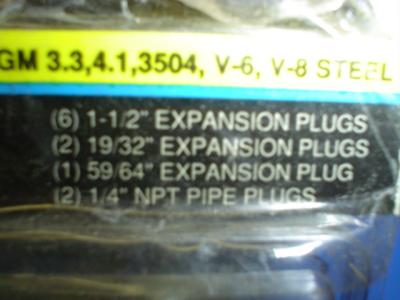 GM 3.3,4.1,3504, V-6, V-8 STEEL
(6) 1-1/2" EXPANSION PLUGS
(2) 19/32" EXPANSION PLUGS
(1) 59/64" EXPANSION PLUG
(2) 1/4" NPT PIPE PLUGS